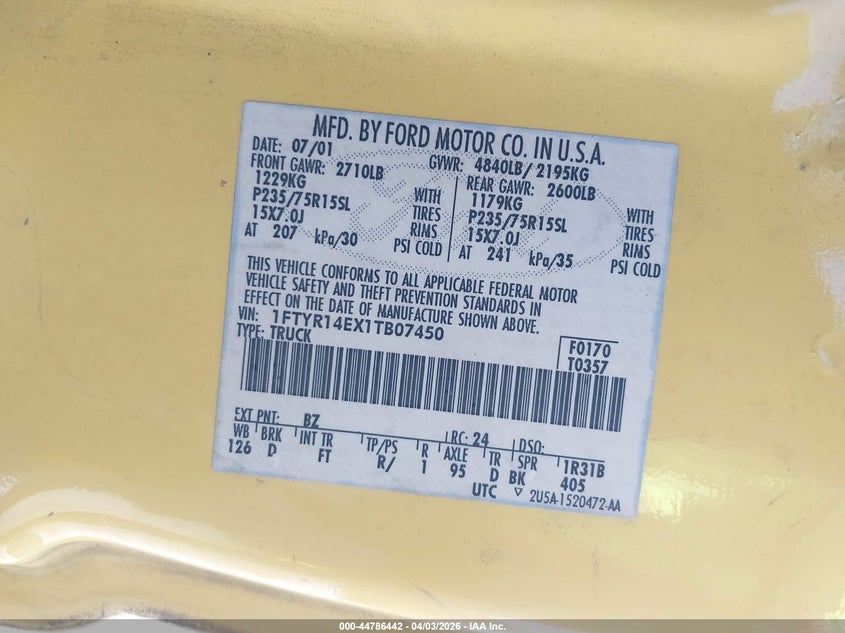 MFD. BY FORD MOTOR CO. IN U.S.A.
DATE: 07/01 GVWR: 4840LB/ 2195KG
FRONT GAWR: 2710LB REAR GAWR: 2600LB
1229KG WITH 1179KG WITH
P235/75R15SL TIRES P235/75R15SL TIRES
15X7.0J RIMS 15X7.0J RIMS
AT 207 kPa/30 PSI COLD AT 241 kPa/35 PSI COLD
THIS VEHICLE CONFORMS TO ALL APPLICABLE FEDERAL MOTOR
VEHICLE SAFETY AND THEFT PREVENTION STANDARDS IN
EFFECT ON THE DATE OF MANUFACTURE SHOWN ABOVE.
VIN: 1FTYR14EX1TB07450
TYPE: TRUCK
F0170
T0357
EXT PNT: BZ RC: 24 DSO:
WB BRK INT TR TP/PS R AXLE TR SPR 1R31B
126 D FT R/ 1 95 D BK 405
UTC ▽ 2U5A-1520472-AA
000-44786442 - 04/03/2026 - IAA Inc.